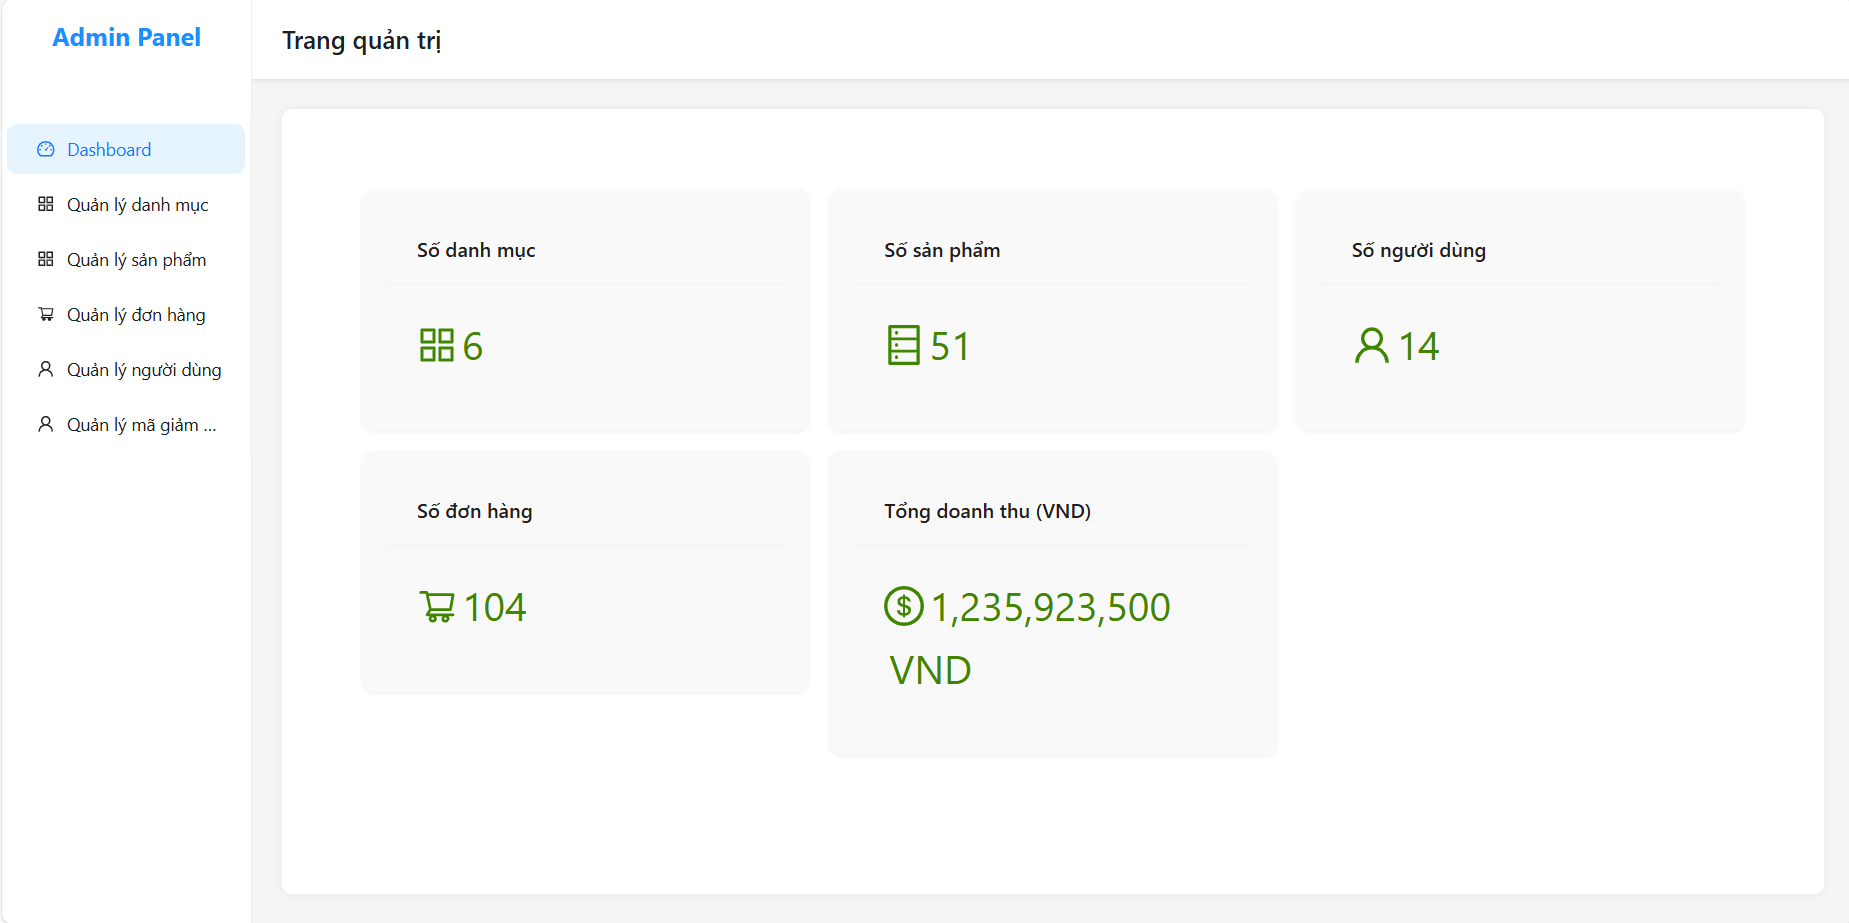 Admin Panel
Trang quản trị
Dashboard
Quản lý danh mục
Quản lý sản phẩm
Quản lý đơn hàng
Quản lý người dùng
Quản lý mã giảm ...
Số danh mục
6
Số sản phẩm
51
Số người dùng
14
Số đơn hàng
104
Tổng doanh thu (VND)
1,235,923,500
VND